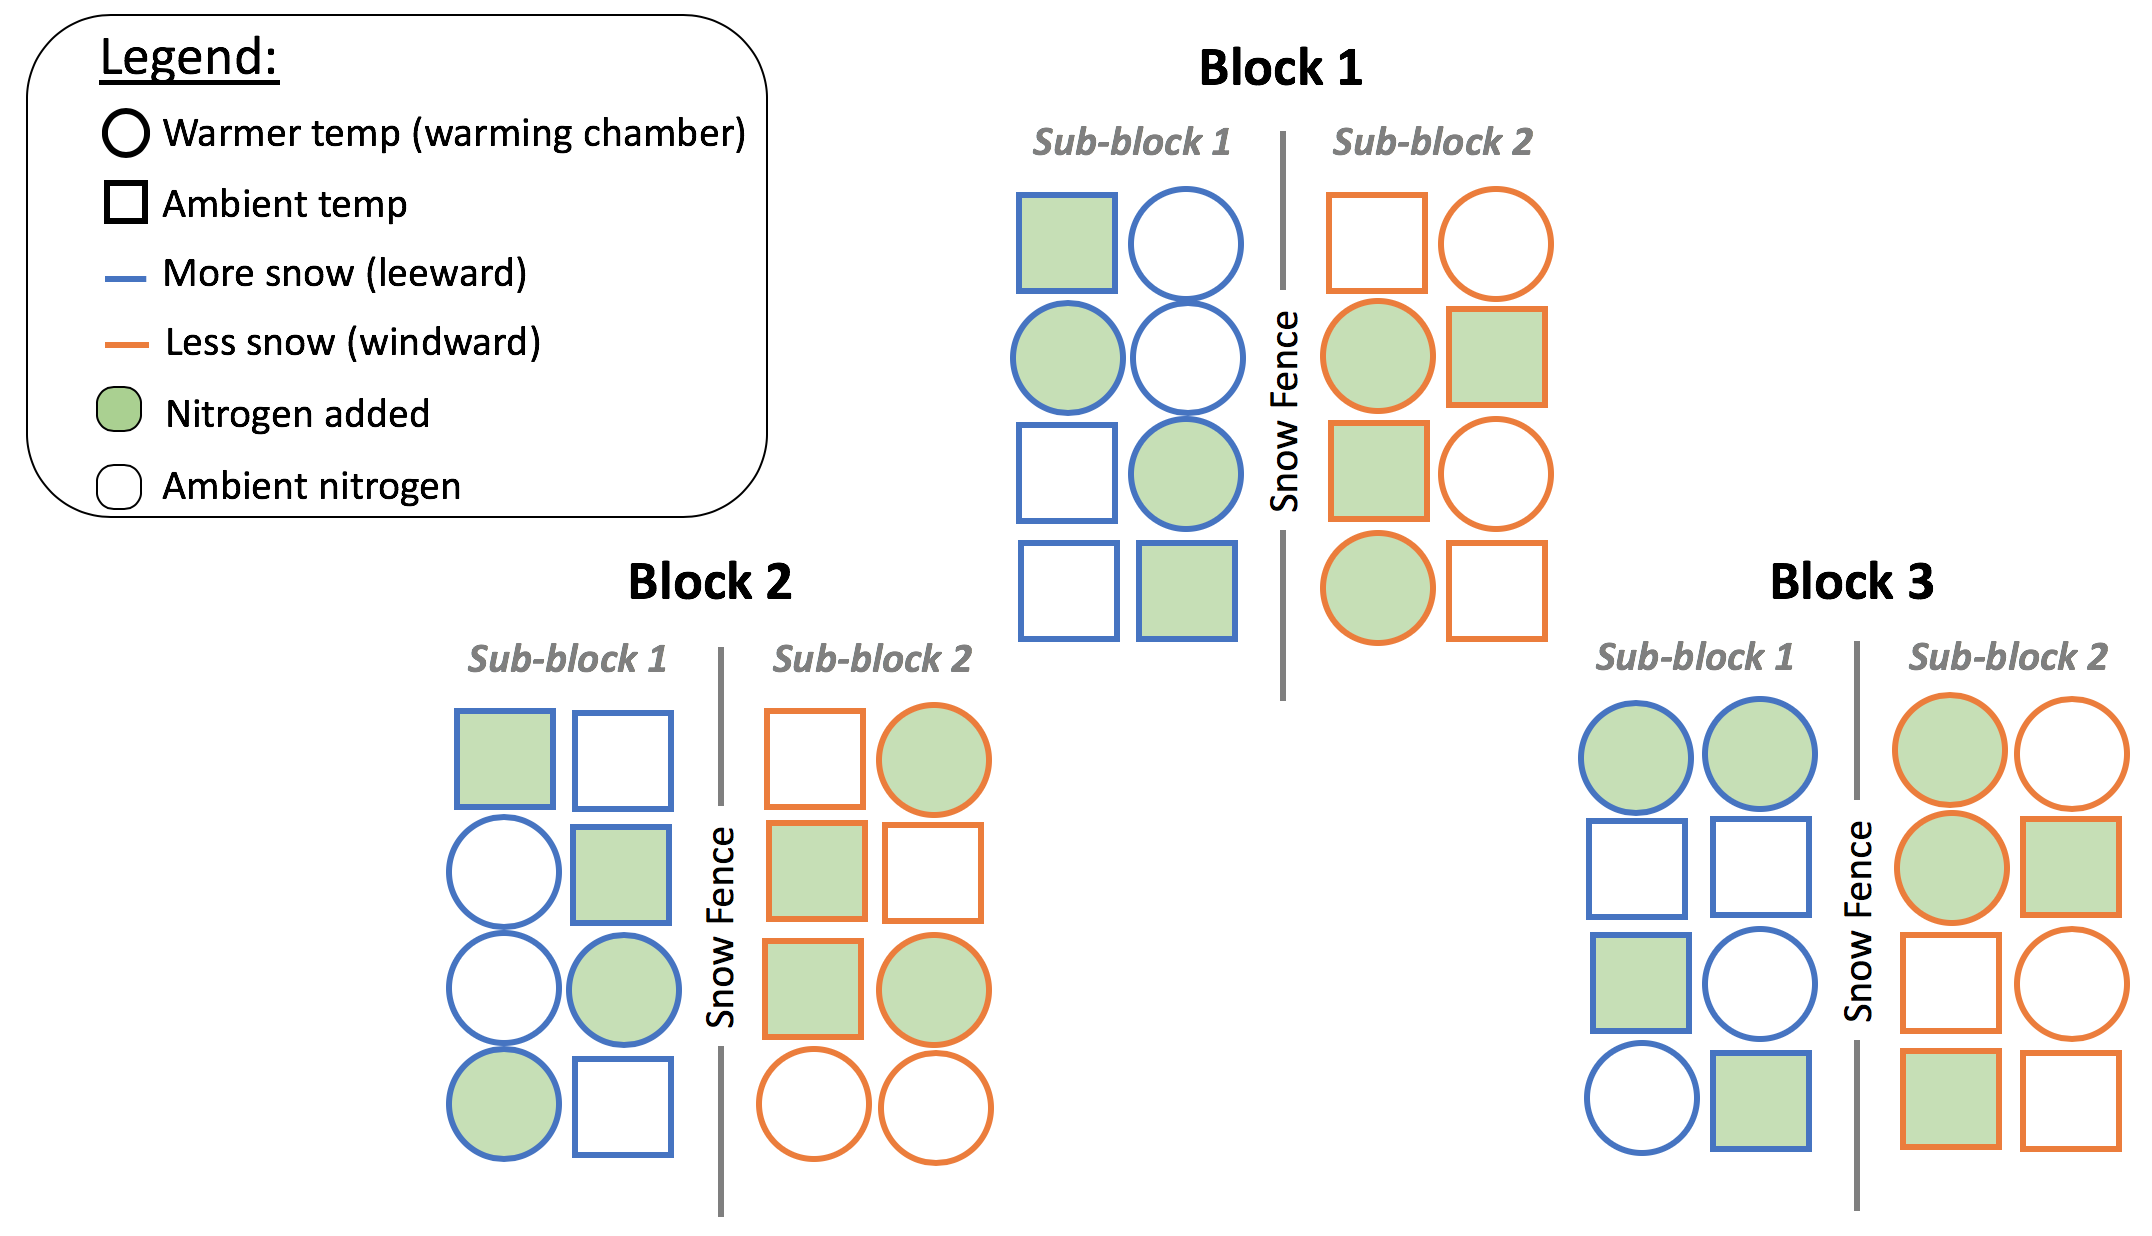 Legend:
Warmer temp (warming chamber)
Ambient temp
More snow (leeward)
Less snow (windward)
Nitrogen added
Ambient nitrogen
Block 1
Sub-block 1
Sub-block 2
Snow Fence
Block 2
Sub-block 1
Sub-block 2
Snow Fence
Block 3
Sub-block 1
Sub-block 2
Snow Fence